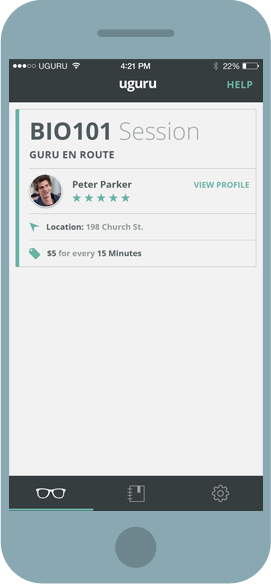 UGURU 4:21 PM 22%
uguru HELP
BIO101 Session
GURU EN ROUTE
Peter Parker VIEW PROFILE
Location: 198 Church St.
$5 for every 15 Minutes